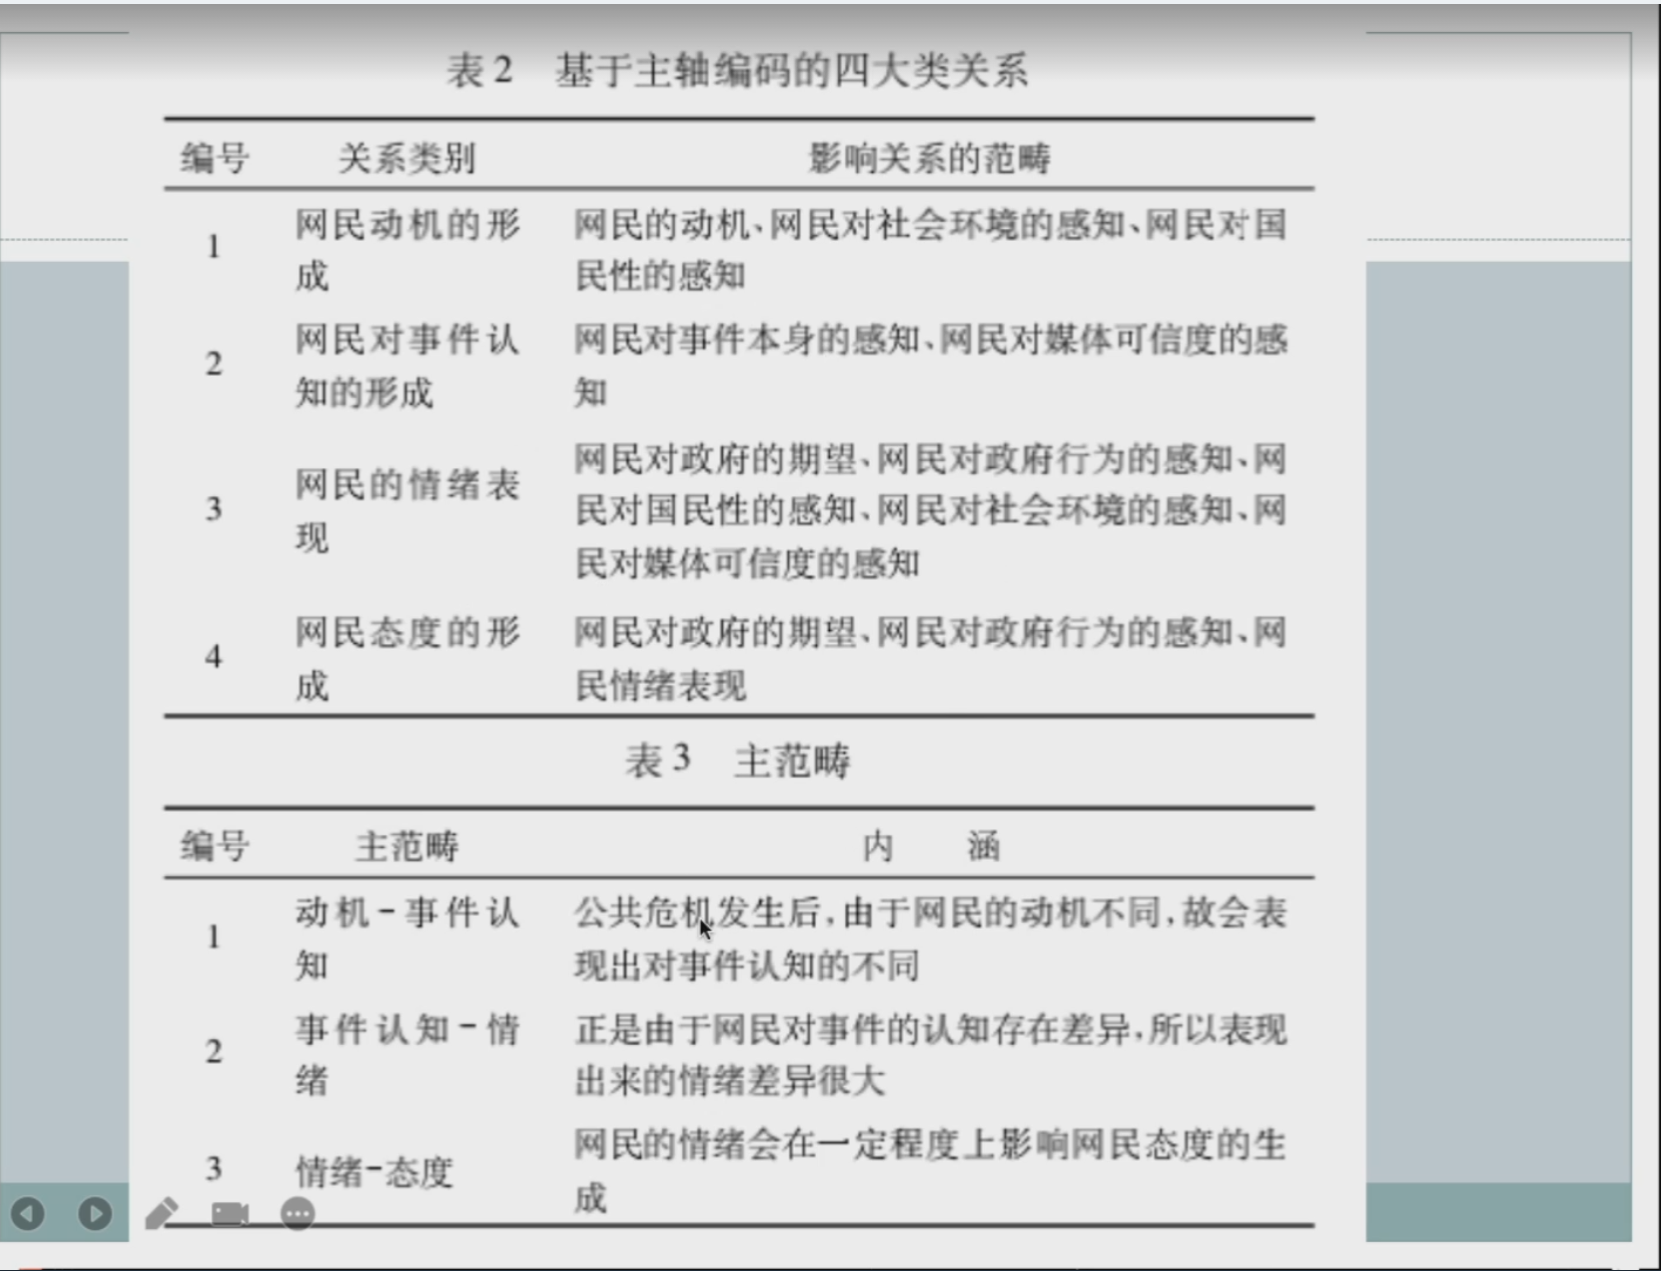 表2 基于主轴编码的四大类关系
编号 关系类别 影响关系的范畴
1 网民动机的形成 网民的动机、网民对社会环境的感知、网民对国民性的感知
2 网民对事件认知的形成 网民对事件本身的感知、网民对媒体可信度的感知
3 网民的情绪表现 网民对政府的期望、网民对政府行为的感知、网民对国民性的感知、网民对社会环境的感知、网民对媒体可信度的感知
4 网民态度的形成 网民对政府的期望、网民对政府行为的感知、网民情绪表现
表3 主范畴
编号 主范畴 内 涵
1 动机-事件认知 公共危机发生后,由于网民的动机不同,故会表现出对事件认知的不同
2 事件认知-情绪 正是由于网民对事件的认知存在差异,所以表现出来的情绪差异很大
3 情绪-态度 网民的情绪会在一定程度上影响网民态度的生成